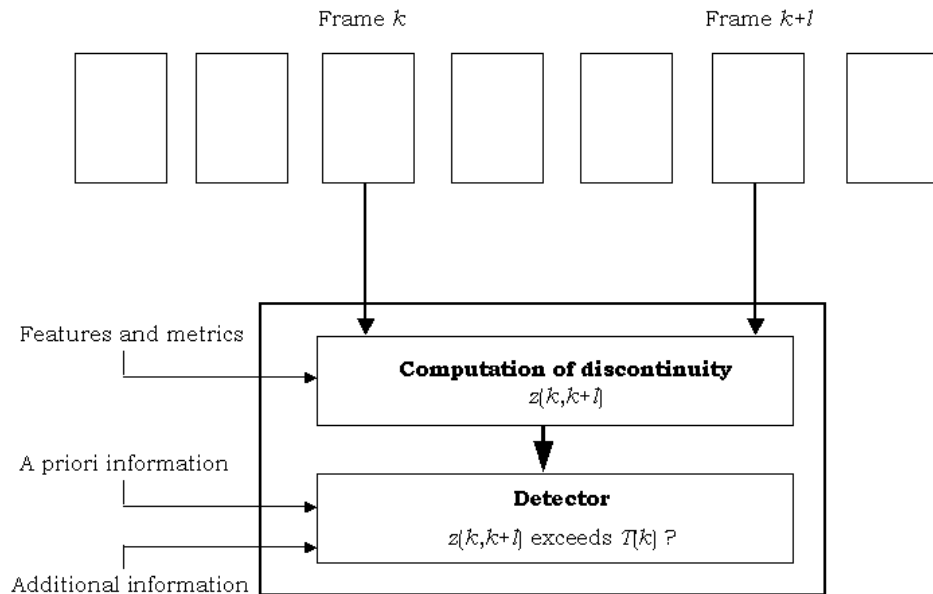 Frame k
Frame k+l
Features and metrics
Computation of discontinuity
z(k,k+l)
A priori information
Detector
z(k,k+l) exceeds T(k) ?
Additional information